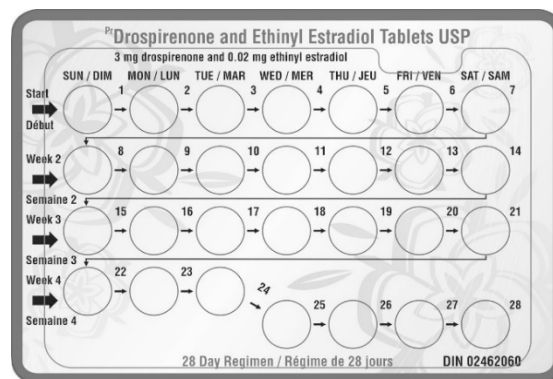 PrDrospirenone and Ethinyl Estradiol Tablets USP
3 mg drospirenone and 0.02 mg ethinyl estradiol
SUN / DIM MON / LUN TUE / MAR WED / MER THU / JEU FRI / VEN SAT / SAM
Start
Début
1 2 3 4 5 6 7
Week 2
Semaine 2
8 9 10 11 12 13 14
Week 3
Semaine 3
15 16 17 18 19 20 21
Week 4
Semaine 4
22 23 24 25 26 27 28
28 Day Regimen / Régime de 28 jours DIN 02462060